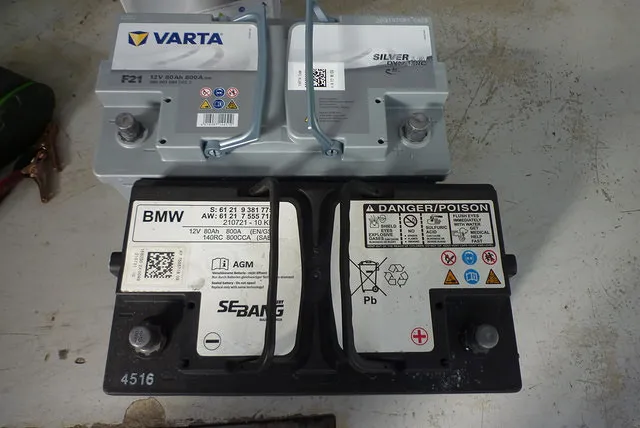 VARTA
F21 12V 80Ah 800A
SILVER
DYNAMIC
BMW
S: 61 21 9 381 77
AW: 61 21 7 555 71
210721 - 10
12V 80Ah 800A (EN/
140RC 800CCA (SAE
AGM
SEBANG
Pb
DANGER/POISON
SHIELD
EYES
EXPLOSIVE
GASES
NO
SULFURIC
ACID
FLUSH EYES
IMMEDIATELY
WITH
WATER
GET
MEDICAL
HELP
FAST
4516